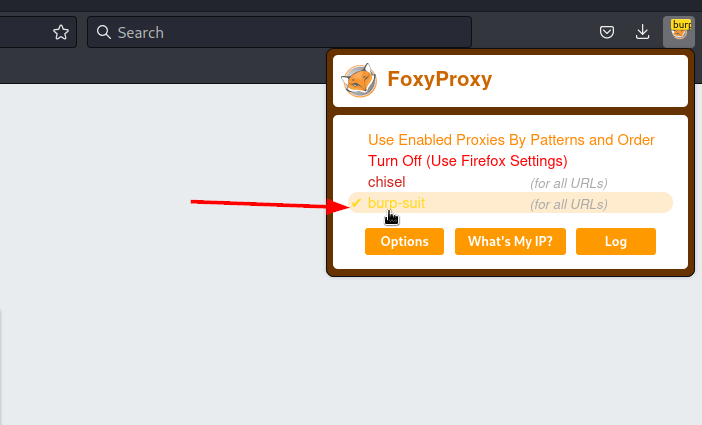 Search
burp
FoxyProxy
Use Enabled Proxies By Patterns and Order
Turn Off (Use Firefox Settings)
chisel (for all URLs)
✔ burp-suit (for all URLs)
Options What's My IP? Log